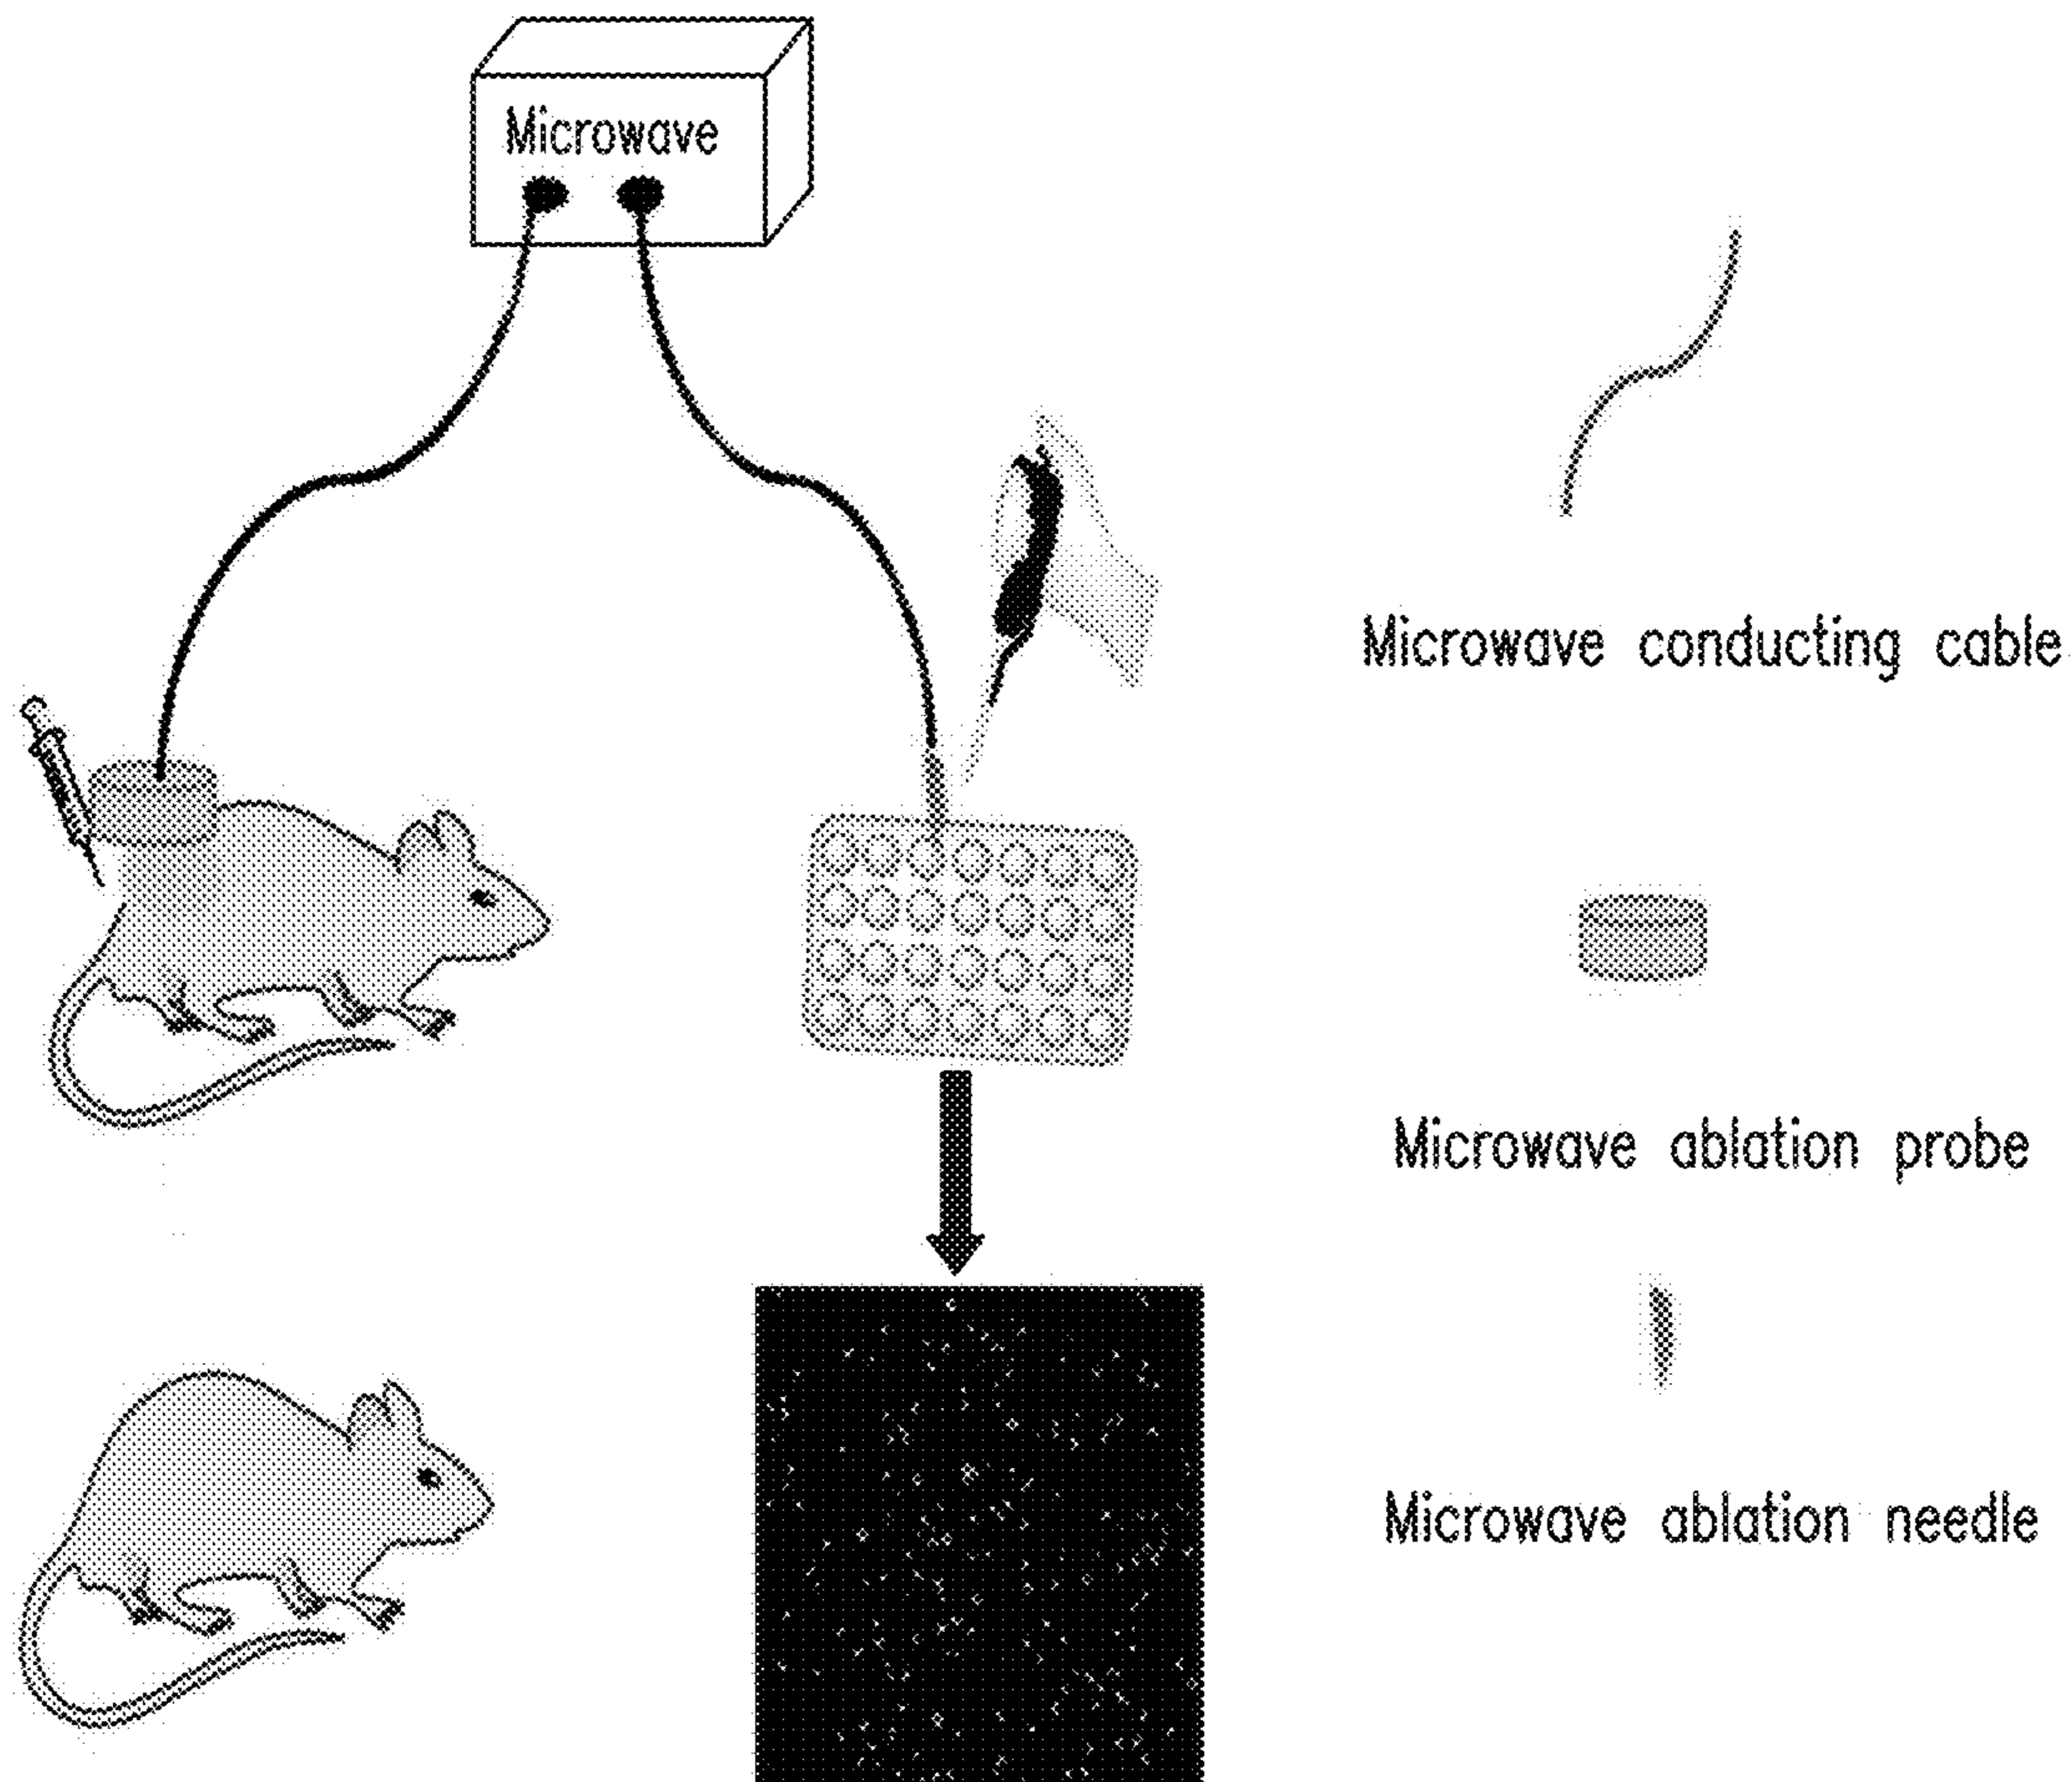 Microwave
Microwave conducting cable
Microwave ablation probe
Microwave ablation needle